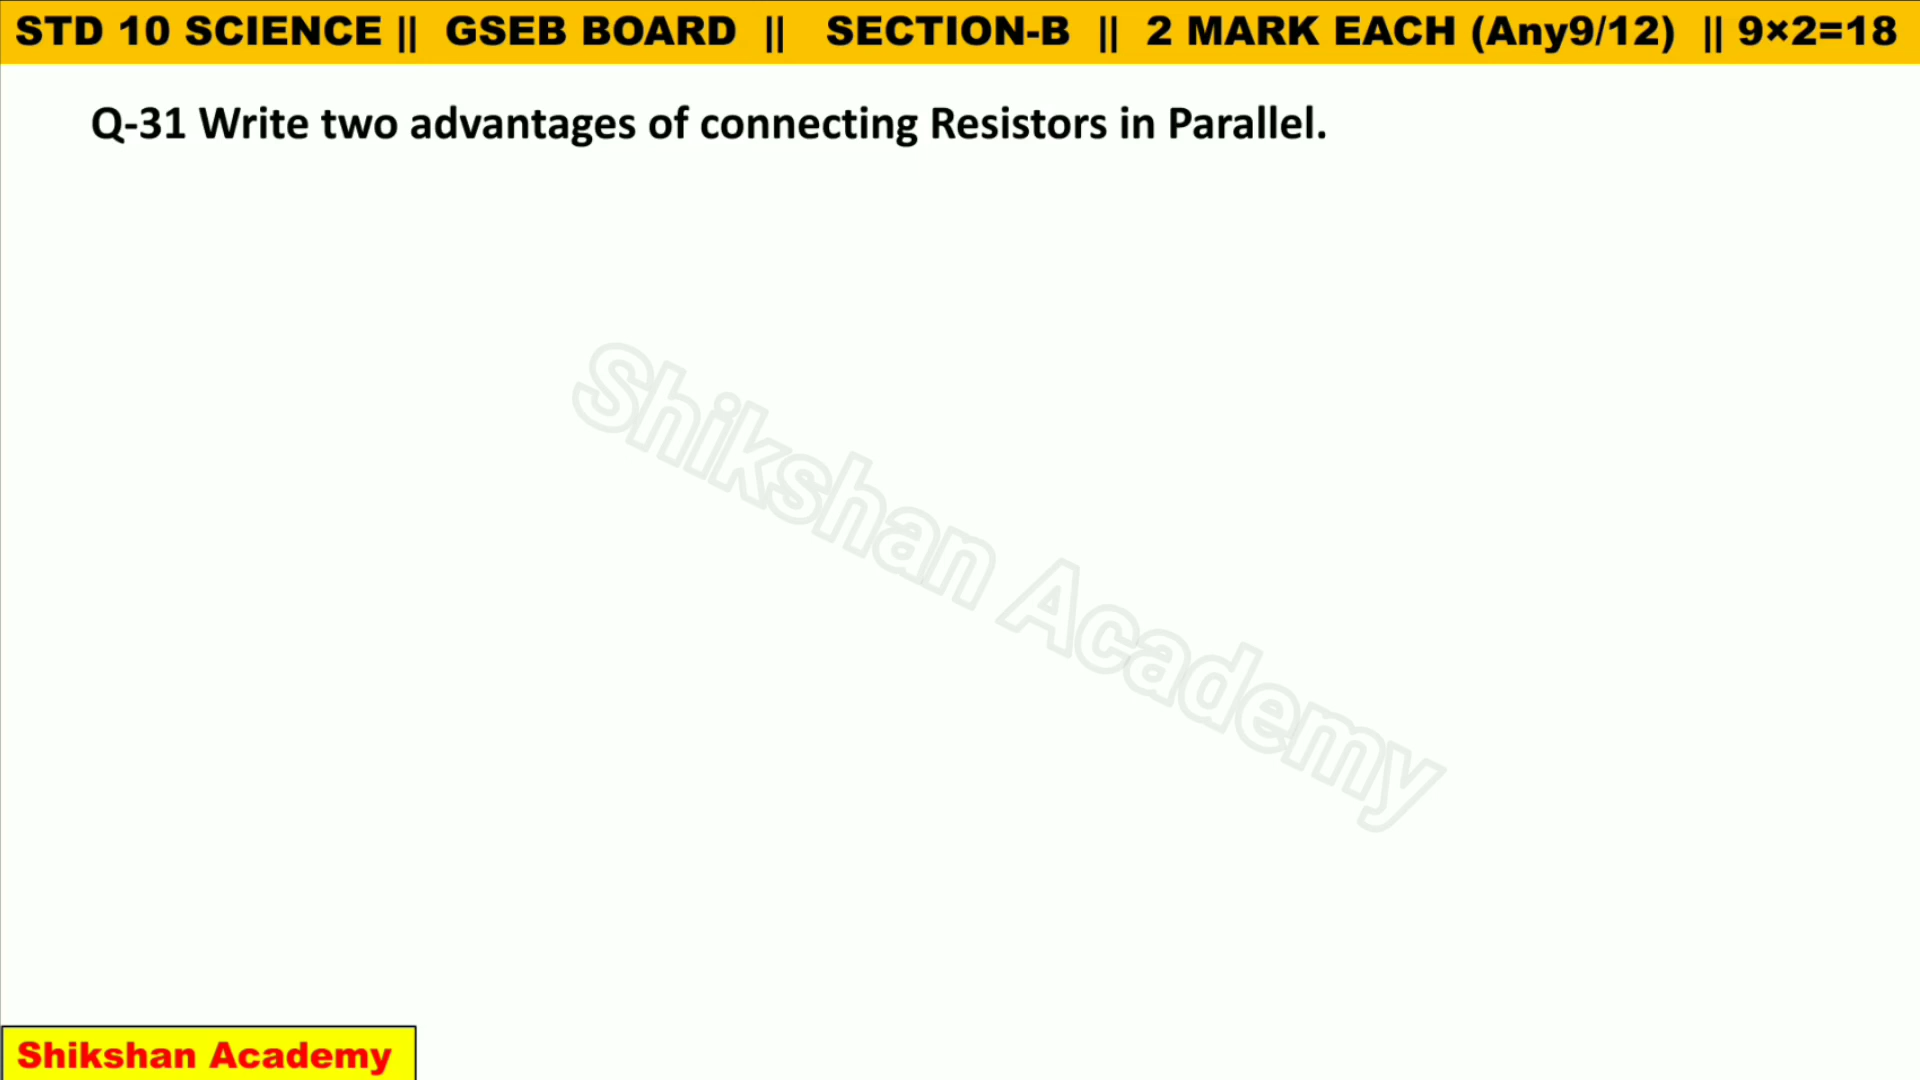 STD 10 SCIENCE || GSEB BOARD || SECTION-B || 2 MARK EACH (Any9/12) || 9×2=18
Q-31 Write two advantages of connecting Resistors in Parallel.
Shikshan Academy
Shikshan Academy